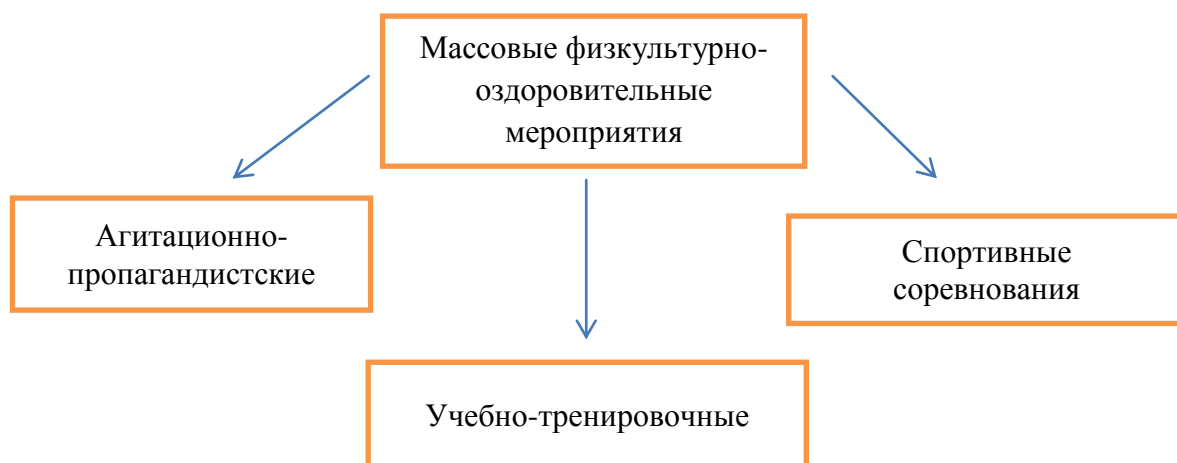 Массовые физкультурно-
оздоровительные
мероприятия
Агитационно-
пропагандистские
Спортивные
соревнования
Учебно-тренировочные